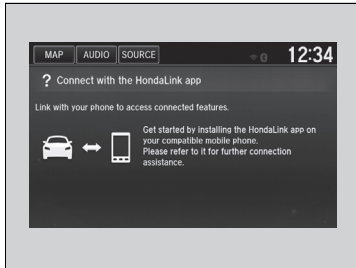 MAP AUDIO SOURCE 12:34
? Connect with the HondaLink app
Link with your phone to access connected features.
Get started by installing the HondaLink app on
your compatible mobile phone.
Please refer to it for further connection
assistance.